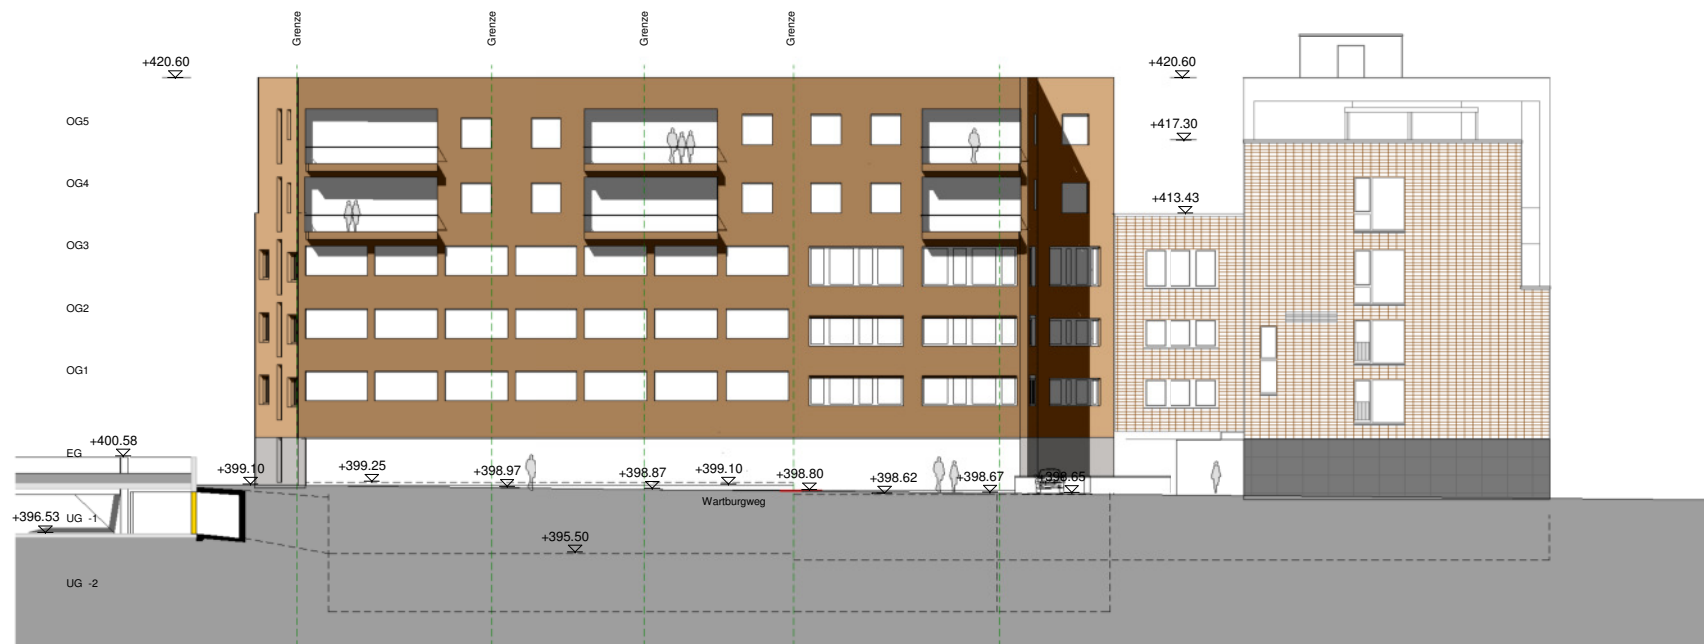 Grenze
Grenze
Grenze
Grenze
+420.60
+420.60
OG5
+417.30
OG4
+413.43
OG3
OG2
OG1
+400.58
EG
+399.10
+399.25
+398.97
+398.87
+399.10
+398.80
+398.62
+398.67
+398.65
Wartburgweg
+396.53
UG -1
+395.50
UG -2